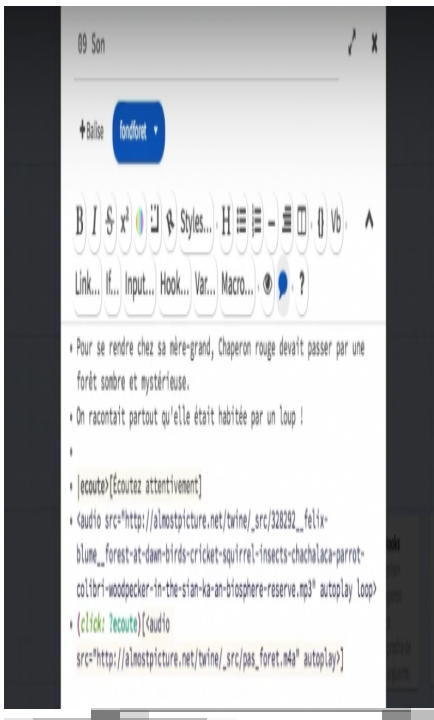 09 Son
+Balise
fondforet
B I S x² Styles... H Vb
Link... If... Input... Hook... Var... Macro... ?
Pour se rendre chez sa mère-grand, Chaperon rouge devait passer par une
forêt sombre et mystérieuse.
On racontait partout qu'elle était habitée par un loup !
|ecoute>[Écoutez attentivement]
<audio src="http://almostpicture.net/twine/_src/328292__felix-
blume__forest-at-dawn-birds-cricket-squirrel-insects-chachalaca-parrot-
colibri-woodpecker-in-the-sian-ka-an-biosphere-reserve.mp3" autoplay loop>
(click: ?ecoute)[<audio
src="http://almostpicture.net/twine/_src/pas_foret.m4a" autoplay>]